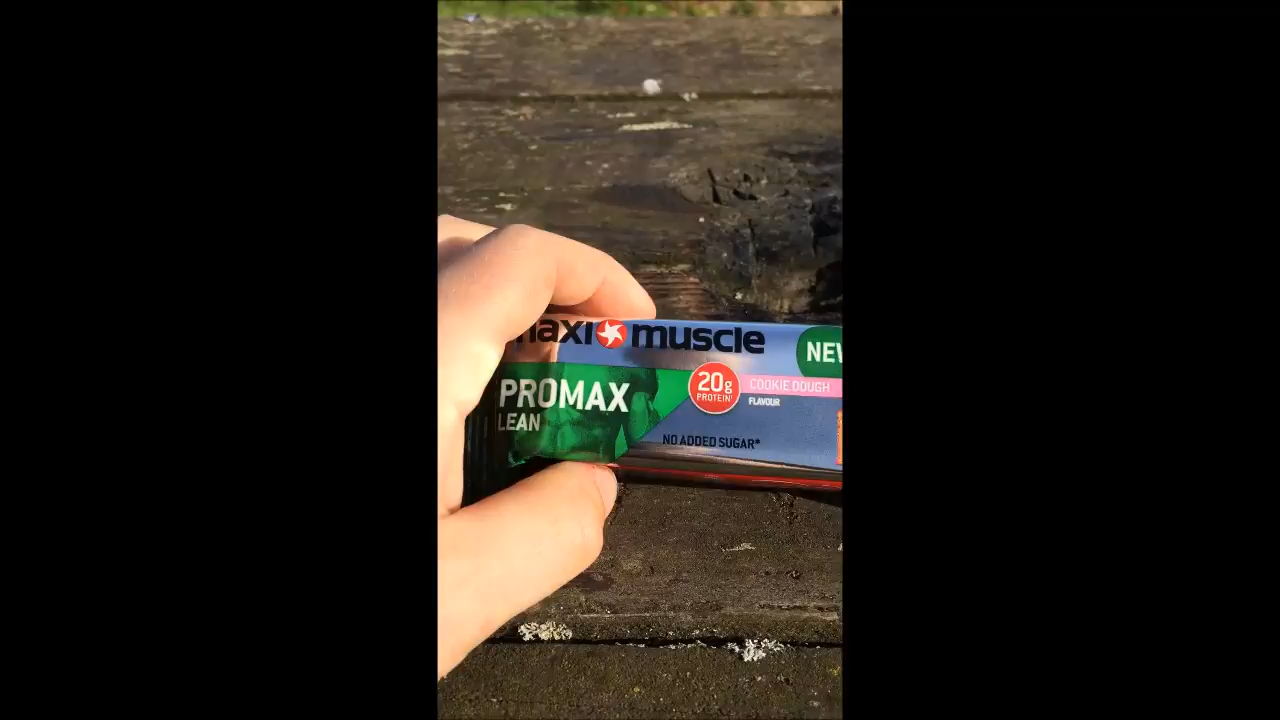 maxi muscle
NEW
PROMAX
LEAN
20g
PROTEIN†
COOKIE DOUGH
FLAVOUR
NO ADDED SUGAR*